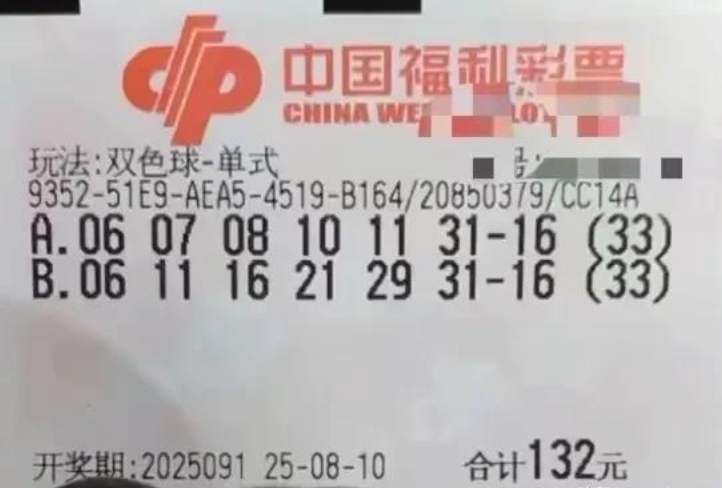 中国福利彩票
CHINA WE LO
玩法:双色球-单式
9352-51E9-AEA5-4519-B164/20850379/CC14A
A.06 07 08 10 11 31-16 (33)
B.06 11 16 21 29 31-16 (33)
开奖期:2025091 25-08-10 合计132元